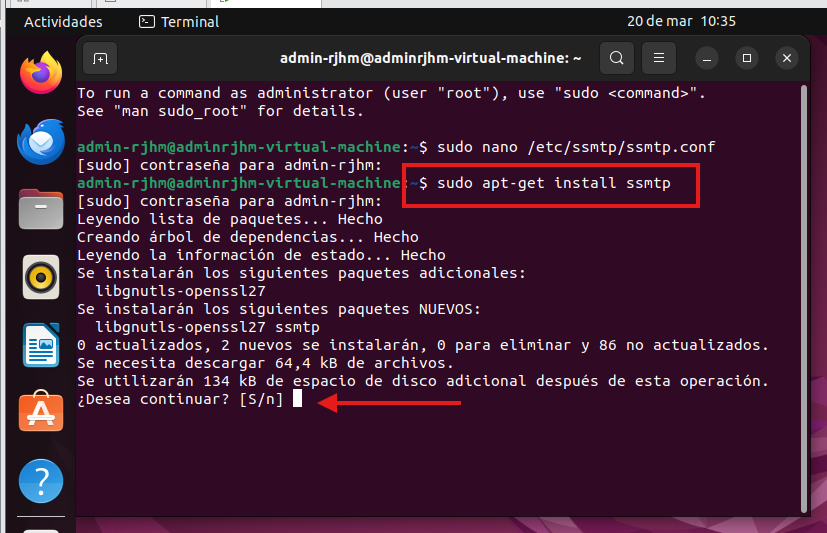 Actividades
Terminal
20 de mar 10:35
admin-rjhm@adminrjhm-virtual-machine: ~
To run a command as administrator (user "root"), use "sudo <command>".
See "man sudo_root" for details.
admin-rjhm@adminrjhm-virtual-machine:~$ sudo nano /etc/ssmtp/ssmtp.conf
[sudo] contraseña para admin-rjhm:
admin-rjhm@adminrjhm-virtual-machine:~$ sudo apt-get install ssmtp
[sudo] contraseña para admin-rjhm:
Leyendo lista de paquetes... Hecho
Creando árbol de dependencias... Hecho
Leyendo la información de estado... Hecho
Se instalarán los siguientes paquetes adicionales:
libgnutls-openssl27
Se instalarán los siguientes paquetes NUEVOS:
libgnutls-openssl27 ssmtp
0 actualizados, 2 nuevos se instalarán, 0 para eliminar y 86 no actualizados.
Se necesita descargar 64,4 kB de archivos.
Se utilizarán 134 kB de espacio de disco adicional después de esta operación.
¿Desea continuar? [S/n]